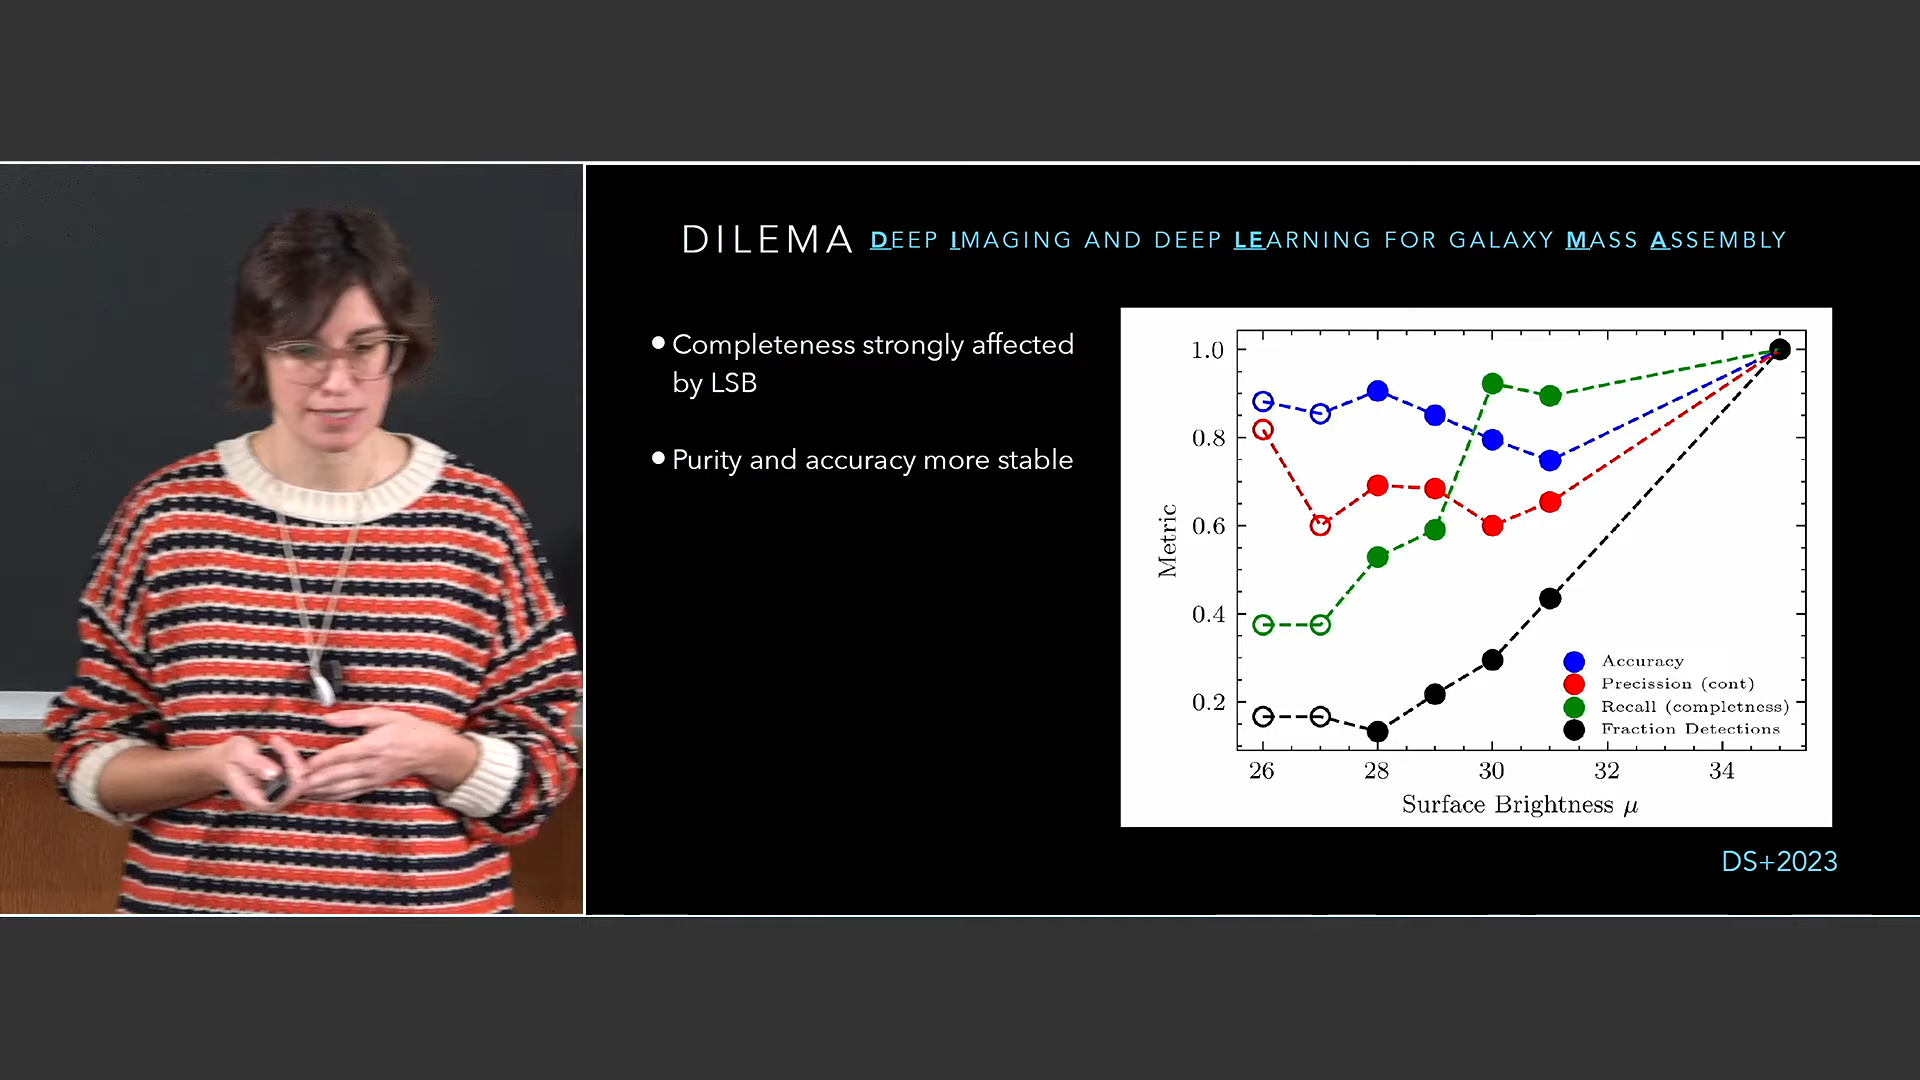 DILEMA DEEP IMAGING AND DEEP LEARNING FOR GALAXY MASS ASSEMBLY
• Completeness strongly affected
by LSB
• Purity and accuracy more stable
1.0
0.8
0.6
0.4
0.2
Metric
26 28 30 32 34
Surface Brightness μ
Accuracy
Precission (cont)
Recall (completness)
Fraction Detections
DS+2023